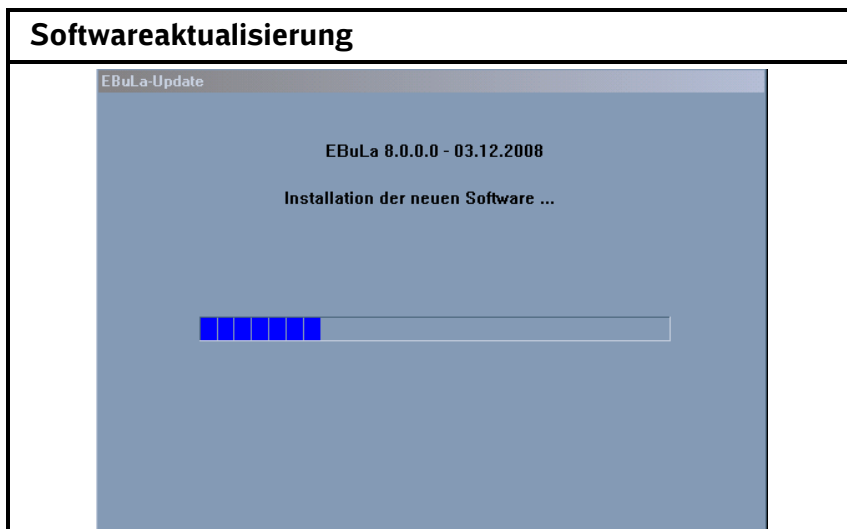 Softwareaktualisierung
EBuLa-Update
EBuLa 8.0.0.0 - 03.12.2008
Installation der neuen Software ...